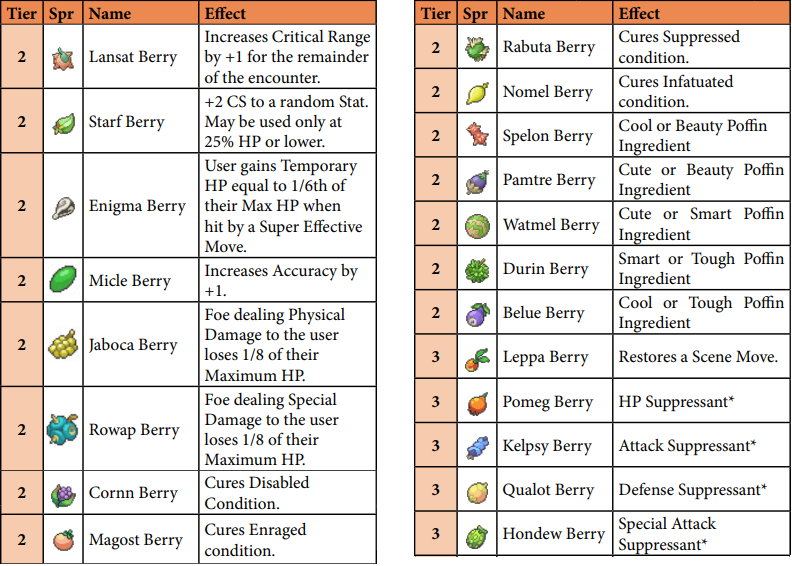 Tier Spr Name Effect
2 Lansat Berry Increases Critical Range
by +1 for the remainder
of the encounter.
2 Starf Berry +2 CS to a random Stat.
May be used only at
25% HP or lower.
2 Enigma Berry User gains Temporary
HP equal to 1/6th of
their Max HP when
hit by a Super Effective
Move.
2 Micle Berry Increases Accuracy by
+1.
2 Jaboca Berry Foe dealing Physical
Damage to the user
loses 1/8 of their
Maximum HP.
2 Rowap Berry Foe dealing Special
Damage to the user
loses 1/8 of their
Maximum HP.
2 Cornn Berry Cures Disabled
Condition.
2 Magost Berry Cures Enraged
condition.
Tier Spr Name Effect
2 Rabuta Berry Cures Suppressed
condition.
2 Nomel Berry Cures Infatuated
condition.
2 Spelon Berry Cool or Beauty Poffin
Ingredient
2 Pamtre Berry Cute or Beauty Poffin
Ingredient
2 Watmel Berry Cute or Smart Poffin
Ingredient
2 Durin Berry Smart or Tough Poffin
Ingredient
2 Belue Berry Cool or Tough Poffin
Ingredient
3 Leppa Berry Restores a Scene Move.
3 Pomeg Berry HP Suppressant*
3 Kelpsy Berry Attack Suppressant*
3 Qualot Berry Defense Suppressant*
3 Hondew Berry Special Attack
Suppressant*